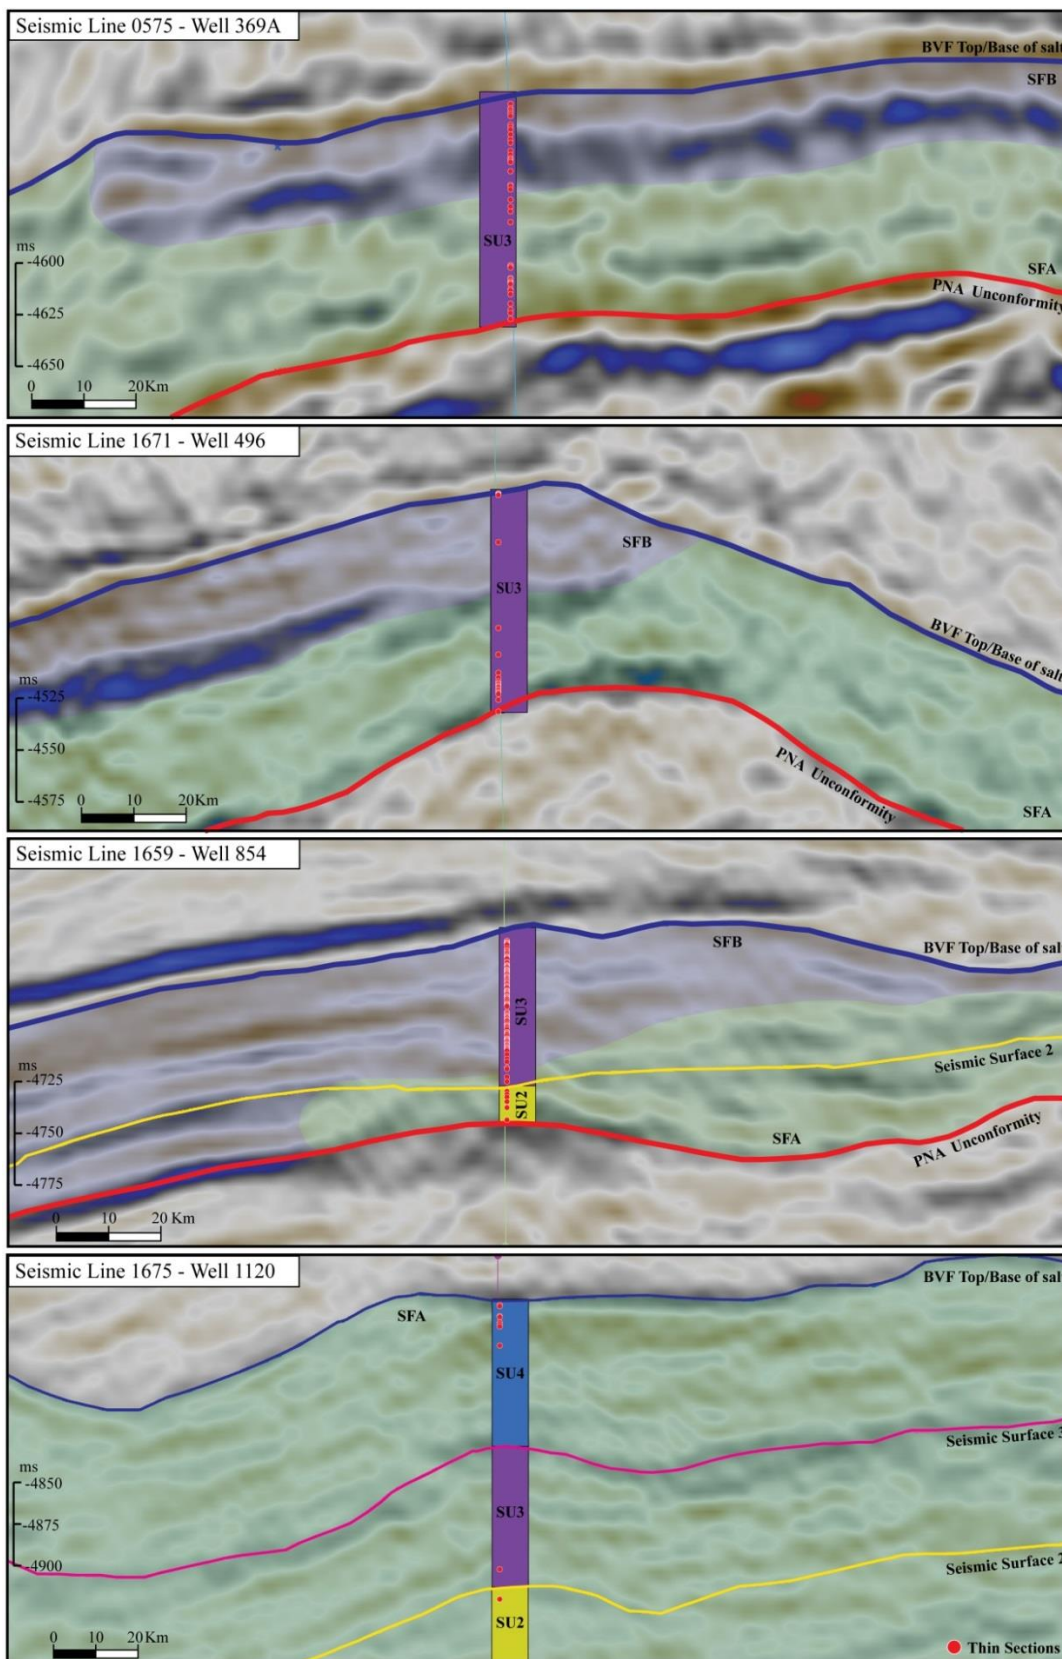 Seismic Line 0575 - Well 369A
BVF Top/Base of salt
SFB
SU3
ms
-4600
SFA
PNA Unconformity
-4625
-4650
0 10 20Km
Seismic Line 1671 - Well 496
SFB
SU3
BVF Top/Base of salt
-4525
-4550
PNA Unconformity
-4575
0 10 20Km
SFA
Seismic Line 1659 - Well 854
SFB
BVF Top/Base of sal
SU3
ms
Seismic Surface 2
-4725
SU2
-4750
SFA
PNA Unconformity
-4775
0 10 20 Km
Seismic Line 1675 - Well 1120
BVF Top/Base of sal
SFA
SU4
Seismic Surface 3
ms
-4850
SU3
-4875
-4900
Seismic Surface 2
SU2
0 10 20 Km
Thin Sections